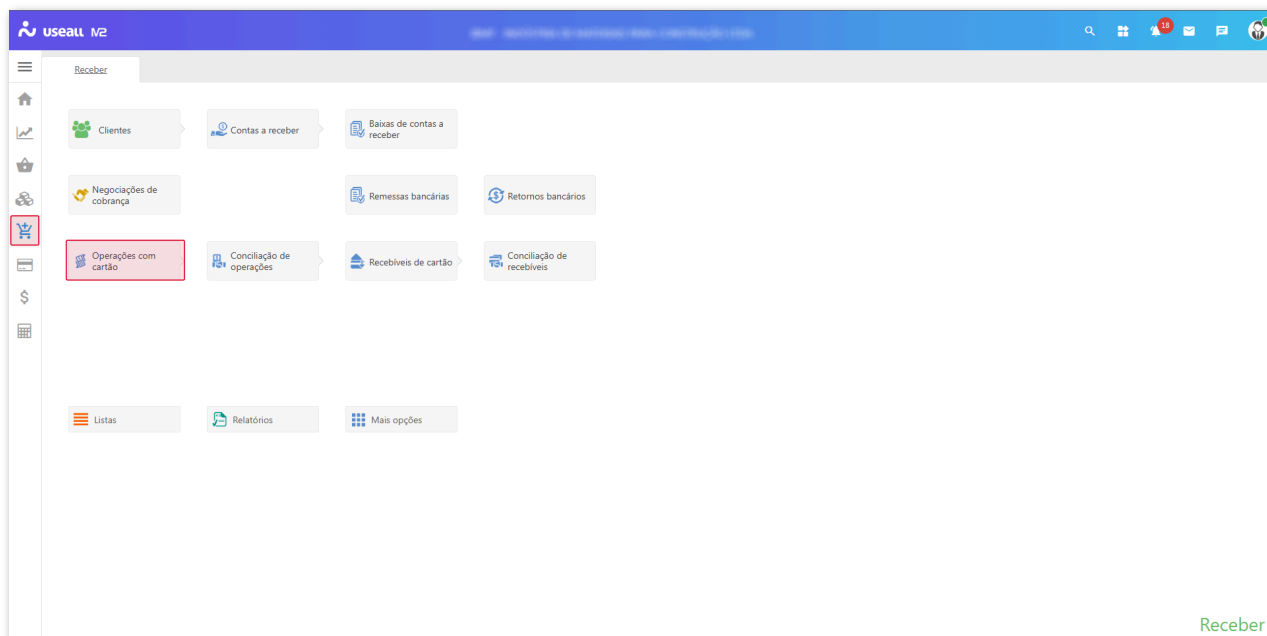 useall M2
18
Receber
Clientes
Contas a receber
Baixas de contas a
receber
Negociações de
cobrança
Remessas bancárias
Retornos bancários
Operações com
cartão
Conciliação de
operações
Recebíveis de cartão
Conciliação de
recebíveis
Listas
Relatórios
Mais opções
Receber